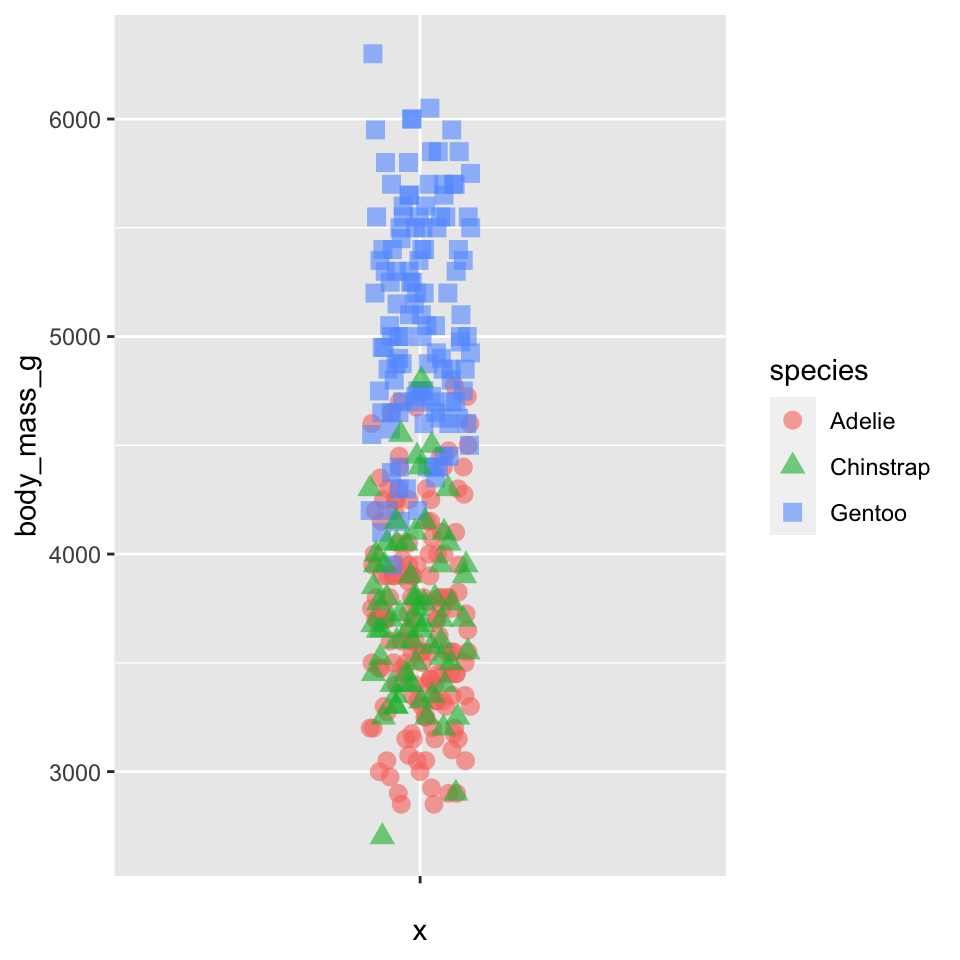 6000
5000
4000
3000
body_mass_g
x
species
Adelie
Chinstrap
Gentoo